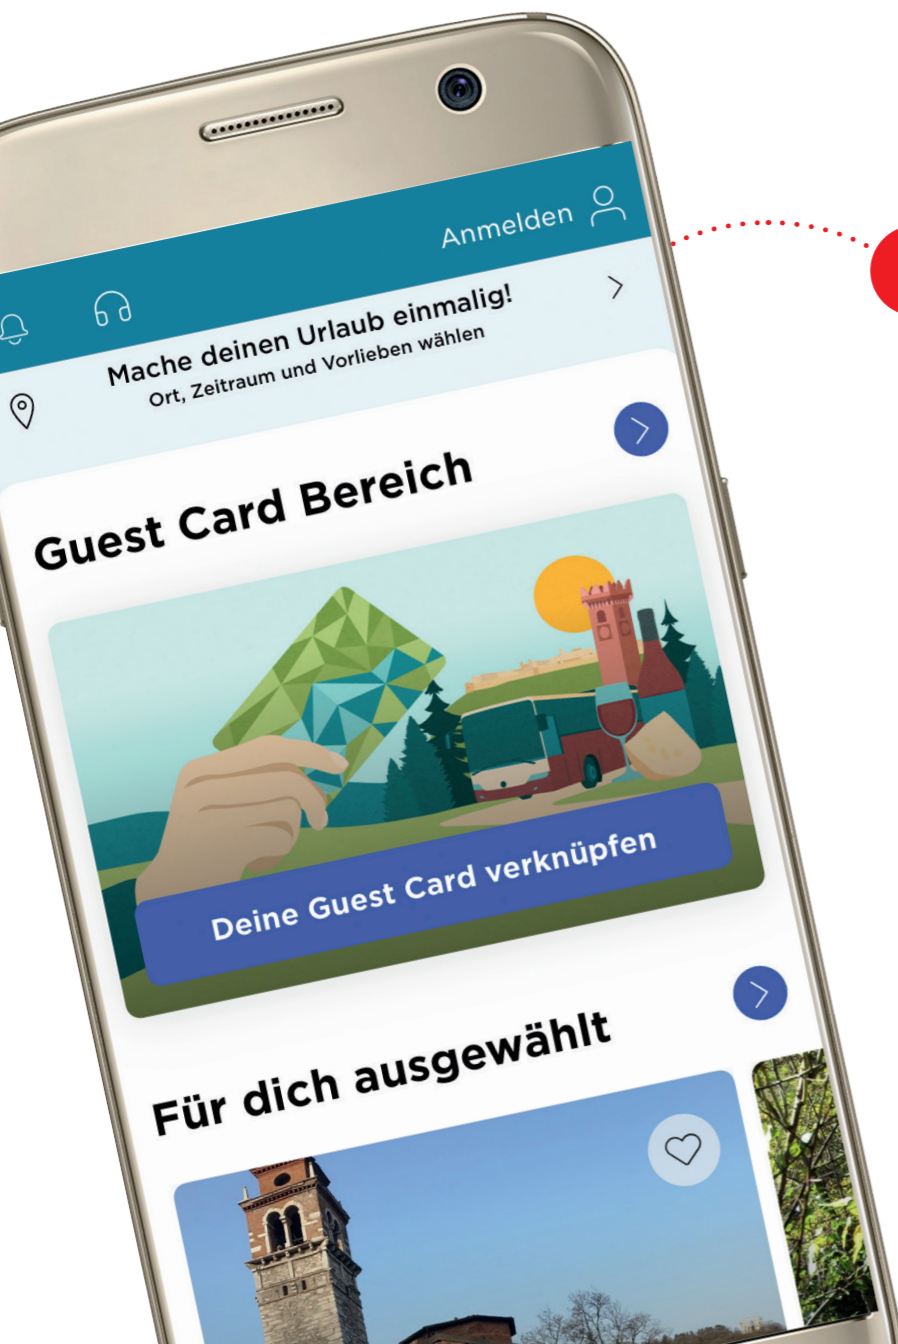 Anmelden
Mache deinen Urlaub einmalig!
Ort, Zeitraum und Vorlieben wählen
Guest Card Bereich
Deine Guest Card verknüpfen
Für dich ausgewählt